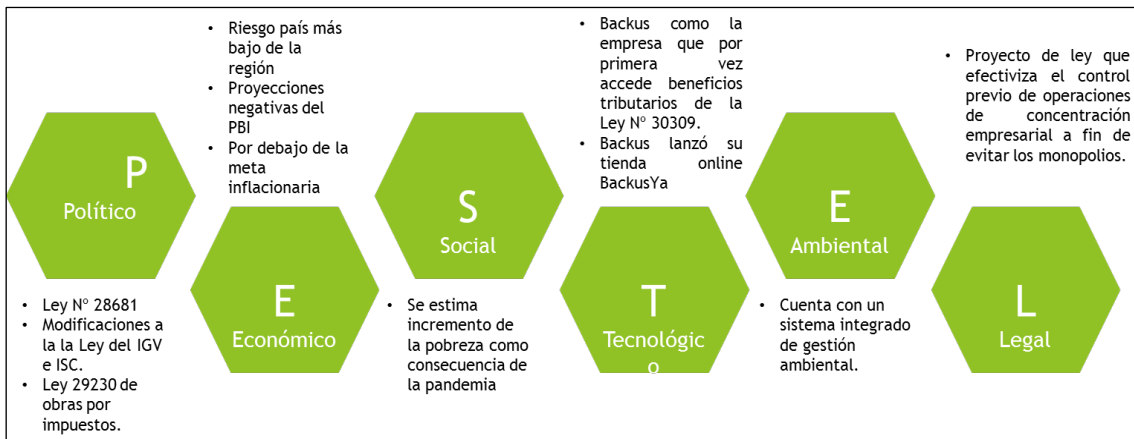 P
Político
• Ley Nº 28681
• Modificaciones a
la la Ley del IGV
e ISC.
• Ley 29230 de
obras por
impuestos.
• Riesgo país más
bajo de la
región
• Proyecciones
negativas del
PBI
• Por debajo de la
meta
inflacionaria
E
Económico
S
Social
• Se estima
incremento de
la pobreza como
consecuencia de
la pandemia
• Backus como la
empresa que por
primera vez
accede beneficios
tributarios de la
Ley Nº 30309.
• Backus lanzó su
tienda online
BackusYa
T
Tecnológic
o
E
Ambiental
• Cuenta con un
sistema integrado
de gestión
ambiental.
• Proyecto de ley que
efectiviza el control
previo de operaciones
de concentración
empresarial a fin de
evitar los monopolios.
L
Legal